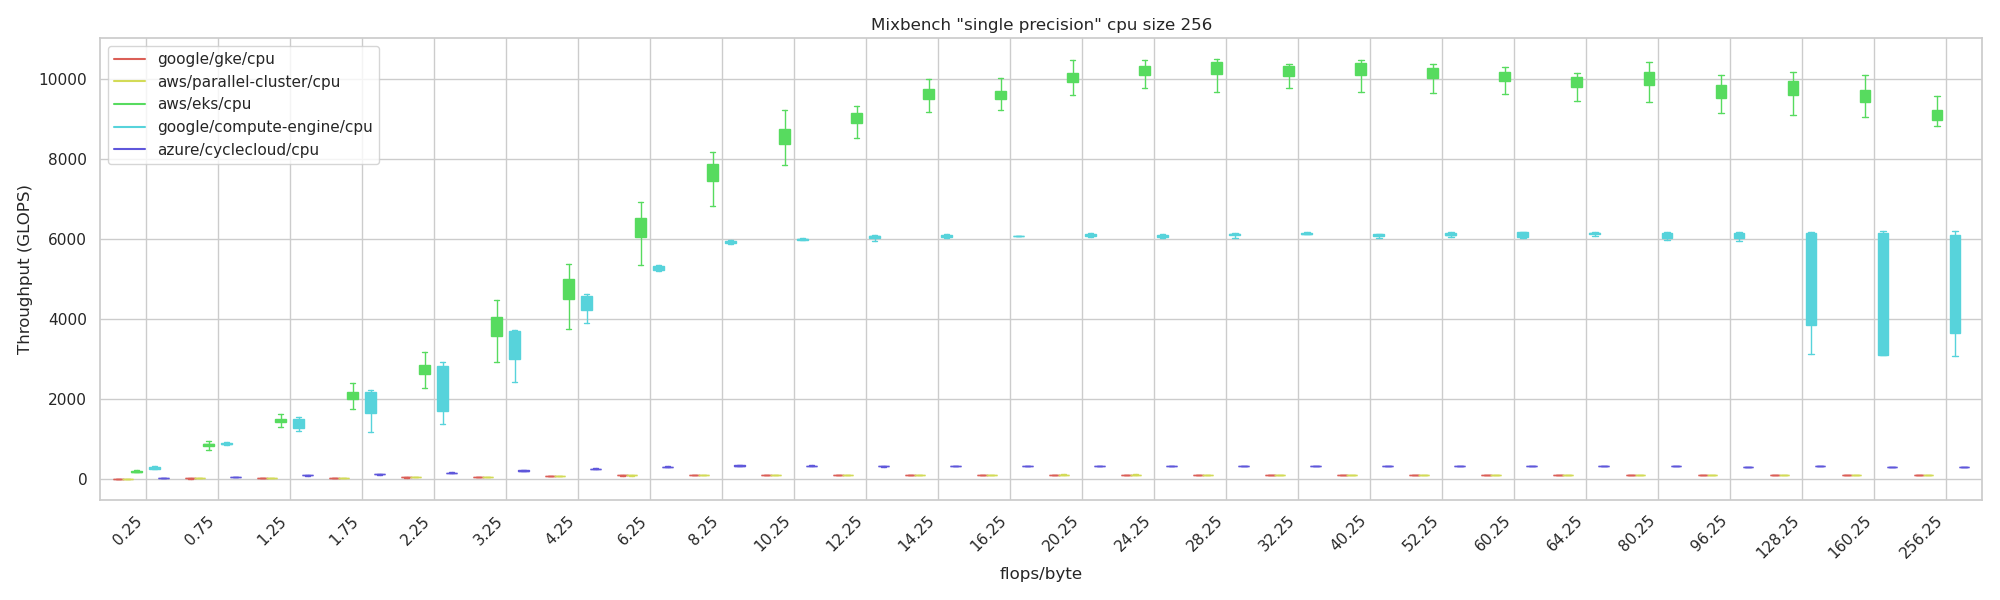 Mixbench "single precision" cpu size 256
google/gke/cpu
aws/parallel-cluster/cpu
aws/eks/cpu
google/compute-engine/cpu
azure/cyclecloud/cpu
Throughput (GLOPS)
10000
8000
6000
4000
2000
0
0.25 0.75 1.25 1.75 2.25 3.25 4.25 6.25 8.25 10.25 12.25 14.25 16.25 20.25 24.25 28.25 32.25 40.25 52.25 60.25 64.25 80.25 96.25 128.25 160.25 256.25
flops/byte